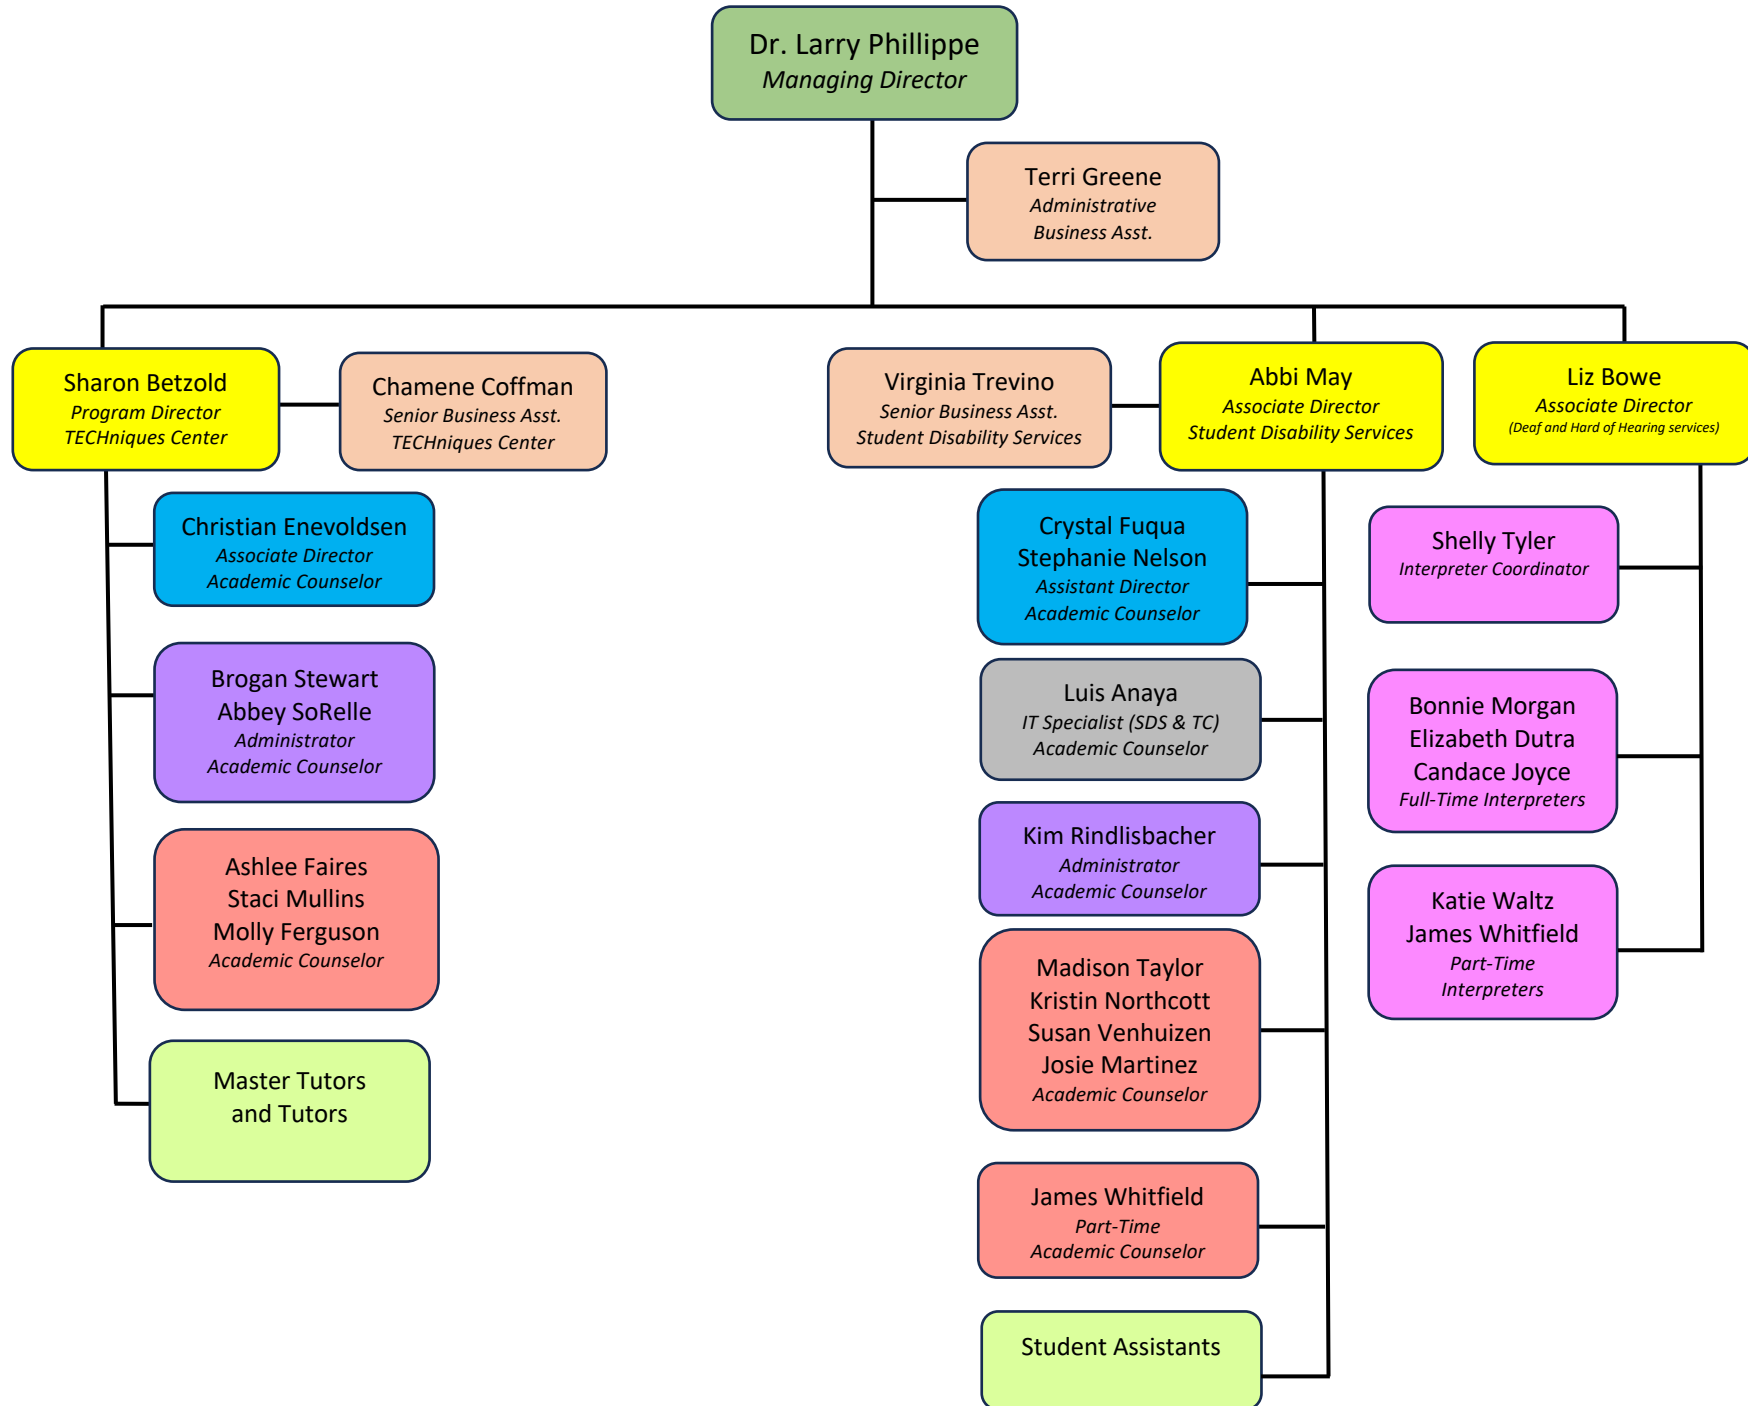 Dr. Larry Phillippe
Managing Director
Terri Greene
Administrative
Business Asst.
Sharon Betzold
Program Director
TECHniques Center
Chamene Coffman
Senior Business Asst.
TECHniques Center
Virginia Trevino
Senior Business Asst.
Student Disability Services
Abbi May
Associate Director
Student Disability Services
Liz Bowe
Associate Director
(Deaf and Hard of Hearing services)
Christian Enevoldsen
Associate Director
Academic Counselor
Brogan Stewart
Abbey SoRelle
Administrator
Academic Counselor
Ashlee Faires
Staci Mullins
Molly Ferguson
Academic Counselor
Master Tutors
and Tutors
Crystal Fuqua
Stephanie Nelson
Assistant Director
Academic Counselor
Luis Anaya
IT Specialist (SDS & TC)
Academic Counselor
Kim Rindlisbacher
Administrator
Academic Counselor
Madison Taylor
Kristin Northcott
Susan Venhuizen
Josie Martinez
Academic Counselor
James Whitfield
Part-Time
Academic Counselor
Student Assistants
Shelly Tyler
Interpreter Coordinator
Bonnie Morgan
Elizabeth Dutra
Candace Joyce
Full-Time Interpreters
Katie Waltz
James Whitfield
Part-Time
Interpreters